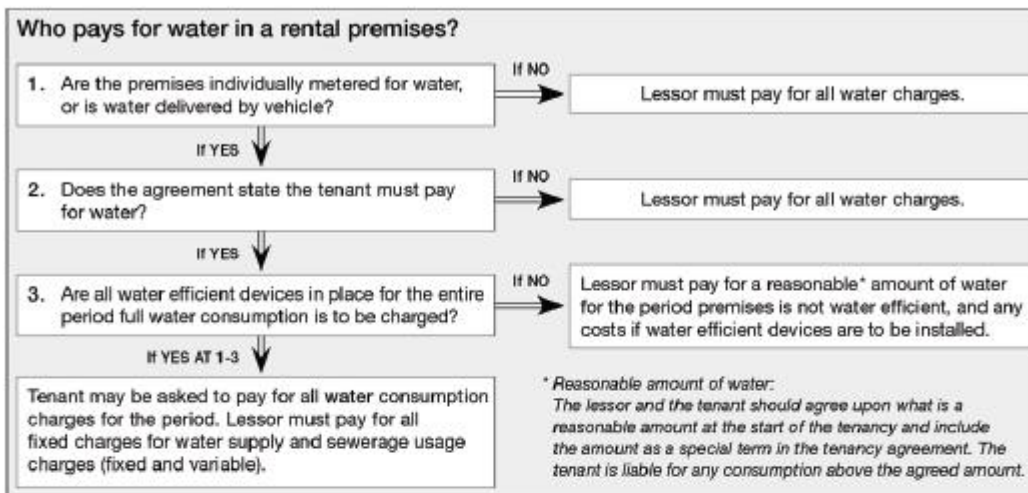 Who pays for water in a rental premises?
1. Are the premises individually metered for water,
or is water delivered by vehicle?
If NO
Lessor must pay for all water charges.
If YES
2. Does the agreement state the tenant must pay
for water?
If NO
Lessor must pay for all water charges.
If YES
3. Are all water efficient devices in place for the entire
period full water consumption is to be charged?
If NO
Lessor must pay for a reasonable* amount of water
for the period premises is not water efficient, and any
costs if water efficient devices are to be installed.
If YES AT 1-3
Tenant may be asked to pay for all water consumption
charges for the period. Lessor must pay for all
fixed charges for water supply and sewerage usage
charges (fixed and variable).
* Reasonable amount of water:
The lessor and the tenant should agree upon what is a
reasonable amount at the start of the tenancy and include
the amount as a special term in the tenancy agreement. The
tenant is liable for any consumption above the agreed amount.